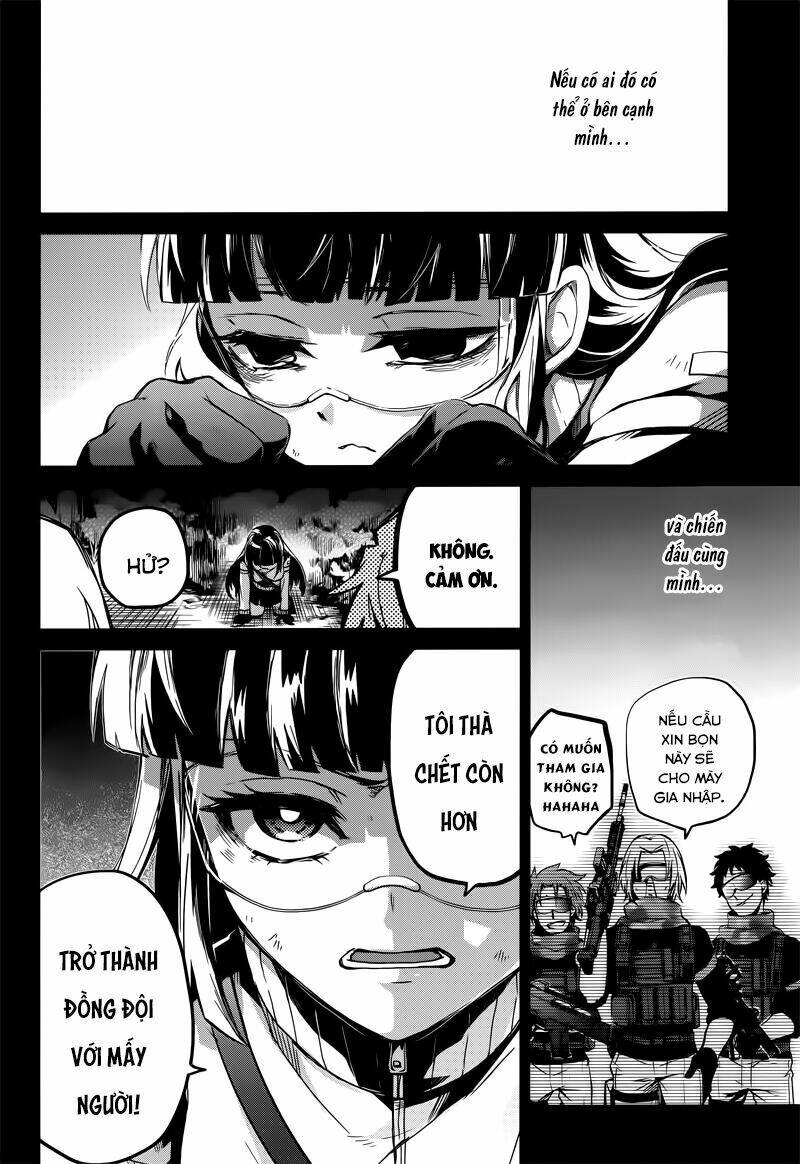 Nếu có ai đó có
thể ở bên cạnh
mình...
và chiến
đấu cùng
mình...
NẾU CẦU
XIN BỌN
NÀY SẼ
CHO MÀY
GIA NHẬP.
CÓ MUỐN
THAM GIA
KHÔNG?
HAHAHA
KHÔNG.
CẢM ƠN.
HỬ?
TÔI THÀ
CHẾT CÒN
HƠN
TRỞ THÀNH
ĐỒNG ĐỘI
VỚI MẤY
NGƯỜI!